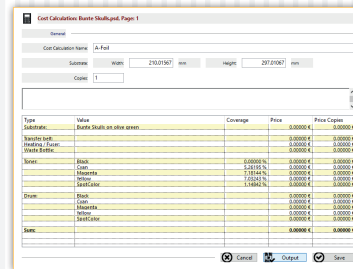 Cost Calculation: Bunte Skulls.psd, Page: 1
General
Cost Calculation Name: A-Foil
Substrate: Width: 210.01567 mm Height: 297.01067 mm
Copies: 1
Type Value Coverage Price Price Copies
Substrate: Bunte Skulls on olive green 0.00000 € 0.00000 €
Transfer belt: 0.00000 € 0.00000 €
Heating / Fuser: 0.00000 € 0.00000 €
Waste Bottle: 0.00000 € 0.00000 €
Toner: Black 0.00000 % 0.00000 € 0.00000 €
Cyan 5.26195 % 0.00000 € 0.00000 €
Magenta 7.18144 % 0.00000 € 0.00000 €
Yellow 7.03243 % 0.00000 € 0.00000 €
SpotColor 1.14842 % 0.00000 € 0.00000 €
Drum: Black 0.00000 € 0.00000 €
Cyan 0.00000 € 0.00000 €
Magenta 0.00000 € 0.00000 €
Yellow 0.00000 € 0.00000 €
SpotColor 0.00000 € 0.00000 €
Sum: 0.00000 € 0.00000 €
Cancel Output Save